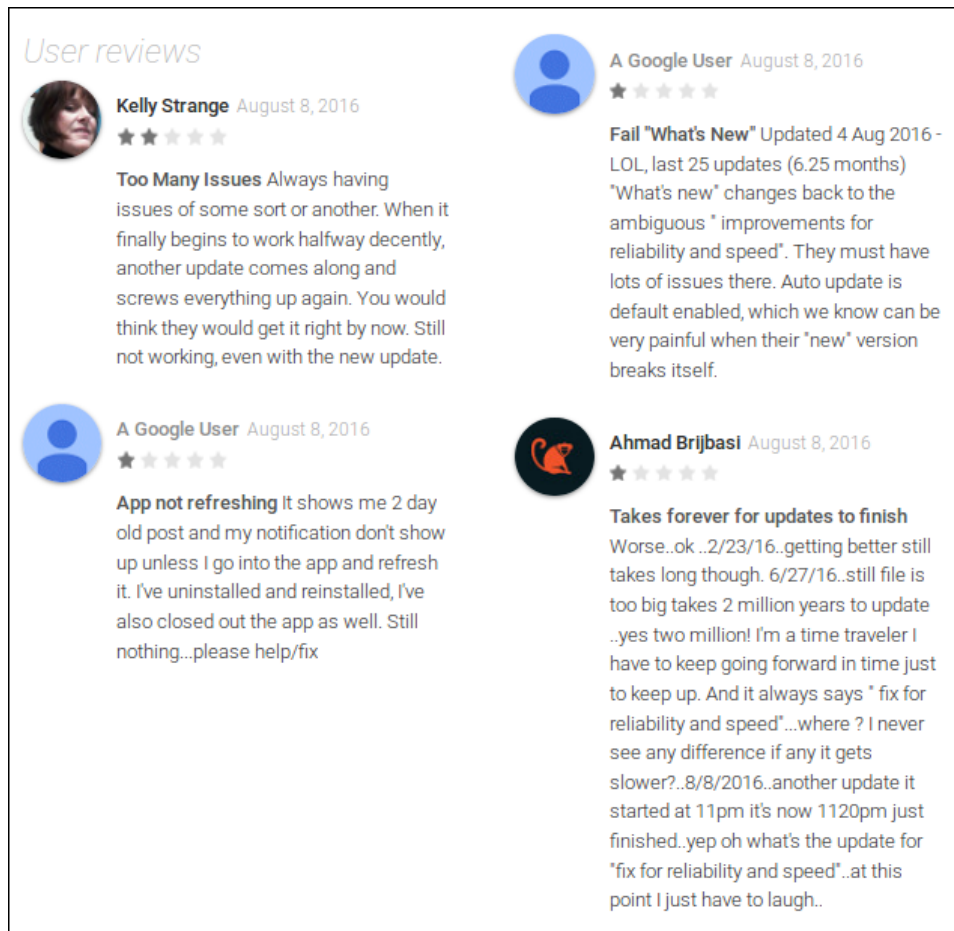 User reviews
Kelly Strange August 8, 2016
Too Many Issues Always having
issues of some sort or another. When it
finally begins to work halfway decently,
another update comes along and
screws everything up again. You would
think they would get it right by now. Still
not working, even with the new update.
A Google User August 8, 2016
App not refreshing It shows me 2 day
old post and my notification don't show
up unless I go into the app and refresh
it. I've uninstalled and reinstalled, I've
also closed out the app as well. Still
nothing...please help/fix
A Google User August 8, 2016
Fail "What's New" Updated 4 Aug 2016 -
LOL, last 25 updates (6.25 months)
"What's new" changes back to the
ambiguous " improvements for
reliability and speed". They must have
lots of issues there. Auto update is
default enabled, which we know can be
very painful when their "new" version
breaks itself.
Ahmad Brijbasi August 8, 2016
Takes forever for updates to finish
Worse..ok ..2/23/16..getting better still
takes long though. 6/27/16..still file is
too big takes 2 million years to update
..yes two million! I'm a time traveler I
have to keep going forward in time just
to keep up. And it always says " fix for
reliability and speed"...where ? I never
see any difference if any it gets
slower?..8/8/2016..another update it
started at 11pm it's now 1120pm just
finished..yep oh what's the update for
"fix for reliability and speed"..at this
point I just have to laugh..